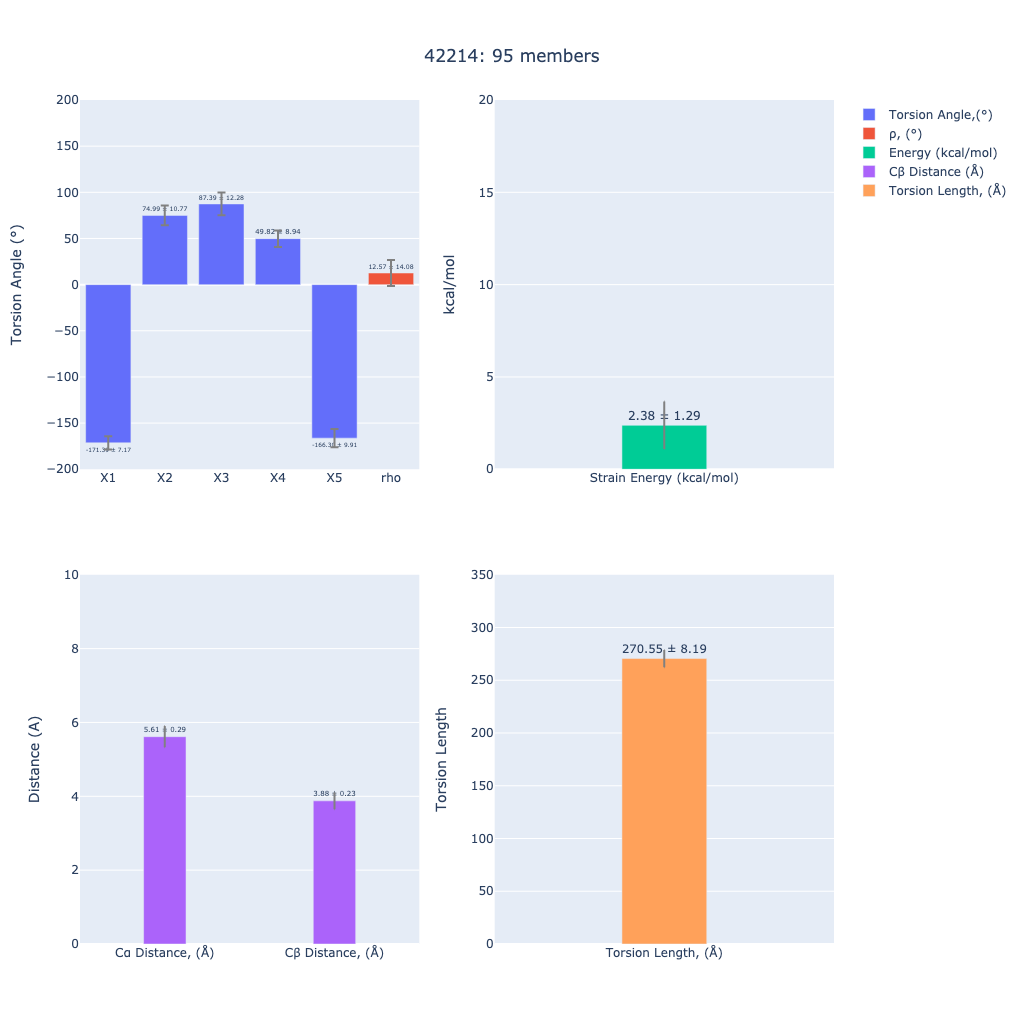 42214: 95 members
Torsion Angle (°)
200
150
100
50
0
−50
−100
−150
−200
74.99 ± 10.77
87.39 ± 12.28
49.82 ± 8.94
12.57 ± 14.08
± 7.17
± 9.91
X1 X2 X3 X4 X5 rho
kcal/mol
20
15
10
5
0
2.38 ± 1.29
Strain Energy (kcal/mol)
Torsion Angle,(°)
ρ, (°)
Energy (kcal/mol)
Cβ Distance (Å)
Torsion Length, (Å)
Distance (A)
10
8
6
4
2
0
5.61 ± 0.29
3.88 ± 0.23
Cα Distance, (Å) Cβ Distance, (Å)
Torsion Length
350
300
250
200
150
100
50
0
270.55 ± 8.19
Torsion Length, (Å)